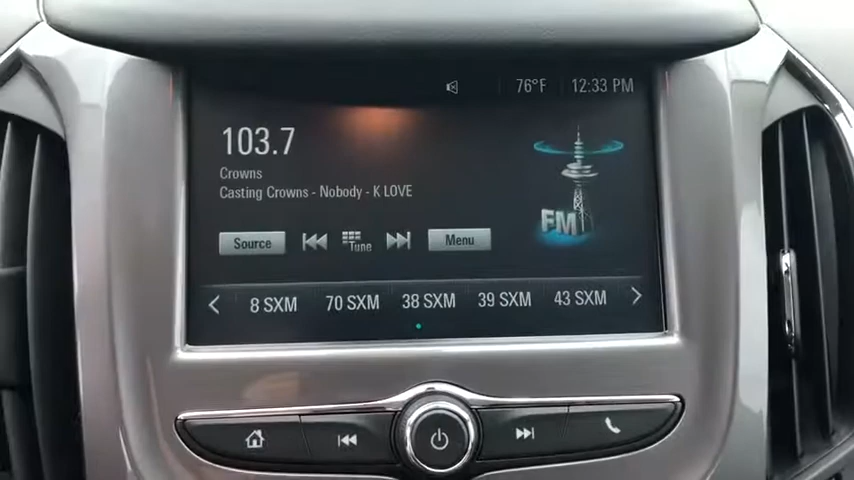 76°F 12:33 PM
103.7
Crowns
Casting Crowns - Nobody - K LOVE
FM
Source Tune Menu
8 SXM 70 SXM 38 SXM 39 SXM 43 SXM